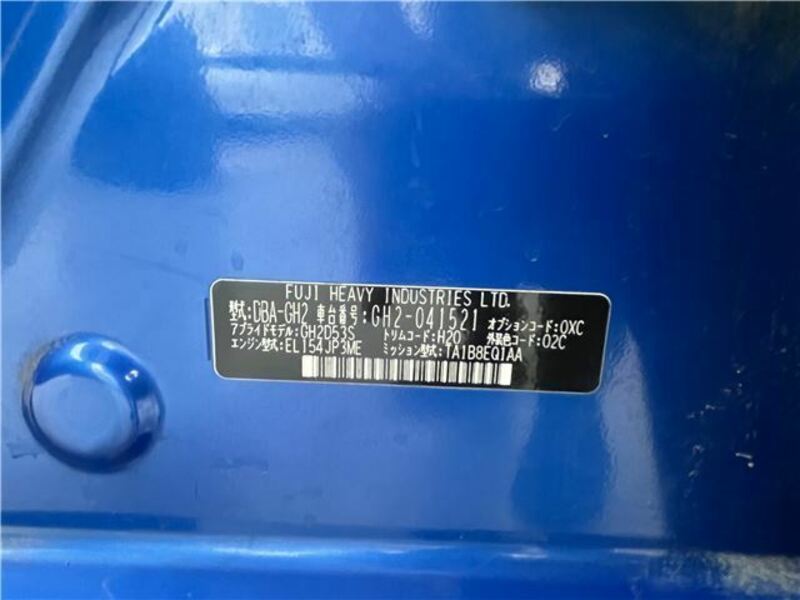 FUJI HEAVY INDUSTRIES LTD.
型式:DBA-GH2 車台番号:GH2-041521 オプションコード:QXC
アプライドモデル:GH2D53S トリムコード:H20 外装色コード:02C
エンジン型式:EL154JP3ME ミッション型式:TA1B8EQ1AA